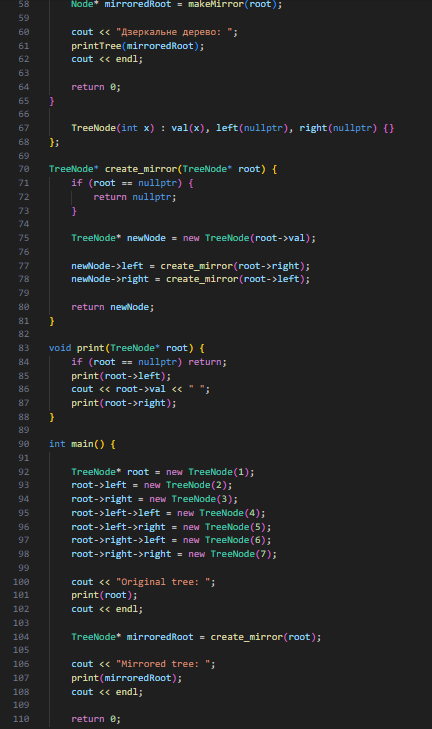 58 Node* mirroredRoot = makeMirror(root);
59
60 cout << "Дзеркальне дерево: ";
61 printTree(mirroredRoot);
62 cout << endl;
63
64 return 0;
65 }
66
67 TreeNode(int x) : val(x), left(nullptr), right(nullptr) {}
68 };
69
70 TreeNode* create_mirror(TreeNode* root) {
71 if (root == nullptr) {
72 return nullptr;
73 }
74
75 TreeNode* newNode = new TreeNode(root->val);
76
77 newNode->left = create_mirror(root->right);
78 newNode->right = create_mirror(root->left);
79
80 return newNode;
81 }
82
83 void print(TreeNode* root) {
84 if (root == nullptr) return;
85 print(root->left);
86 cout << root->val << " ";
87 print(root->right);
88 }
89
90 int main() {
91
92 TreeNode* root = new TreeNode(1);
93 root->left = new TreeNode(2);
94 root->right = new TreeNode(3);
95 root->left->left = new TreeNode(4);
96 root->left->right = new TreeNode(5);
97 root->right->left = new TreeNode(6);
98 root->right->right = new TreeNode(7);
99
100 cout << "Original tree: ";
101 print(root);
102 cout << endl;
103
104 TreeNode* mirroredRoot = create_mirror(root);
105
106 cout << "Mirrored tree: ";
107 print(mirroredRoot);
108 cout << endl;
109
110 return 0;